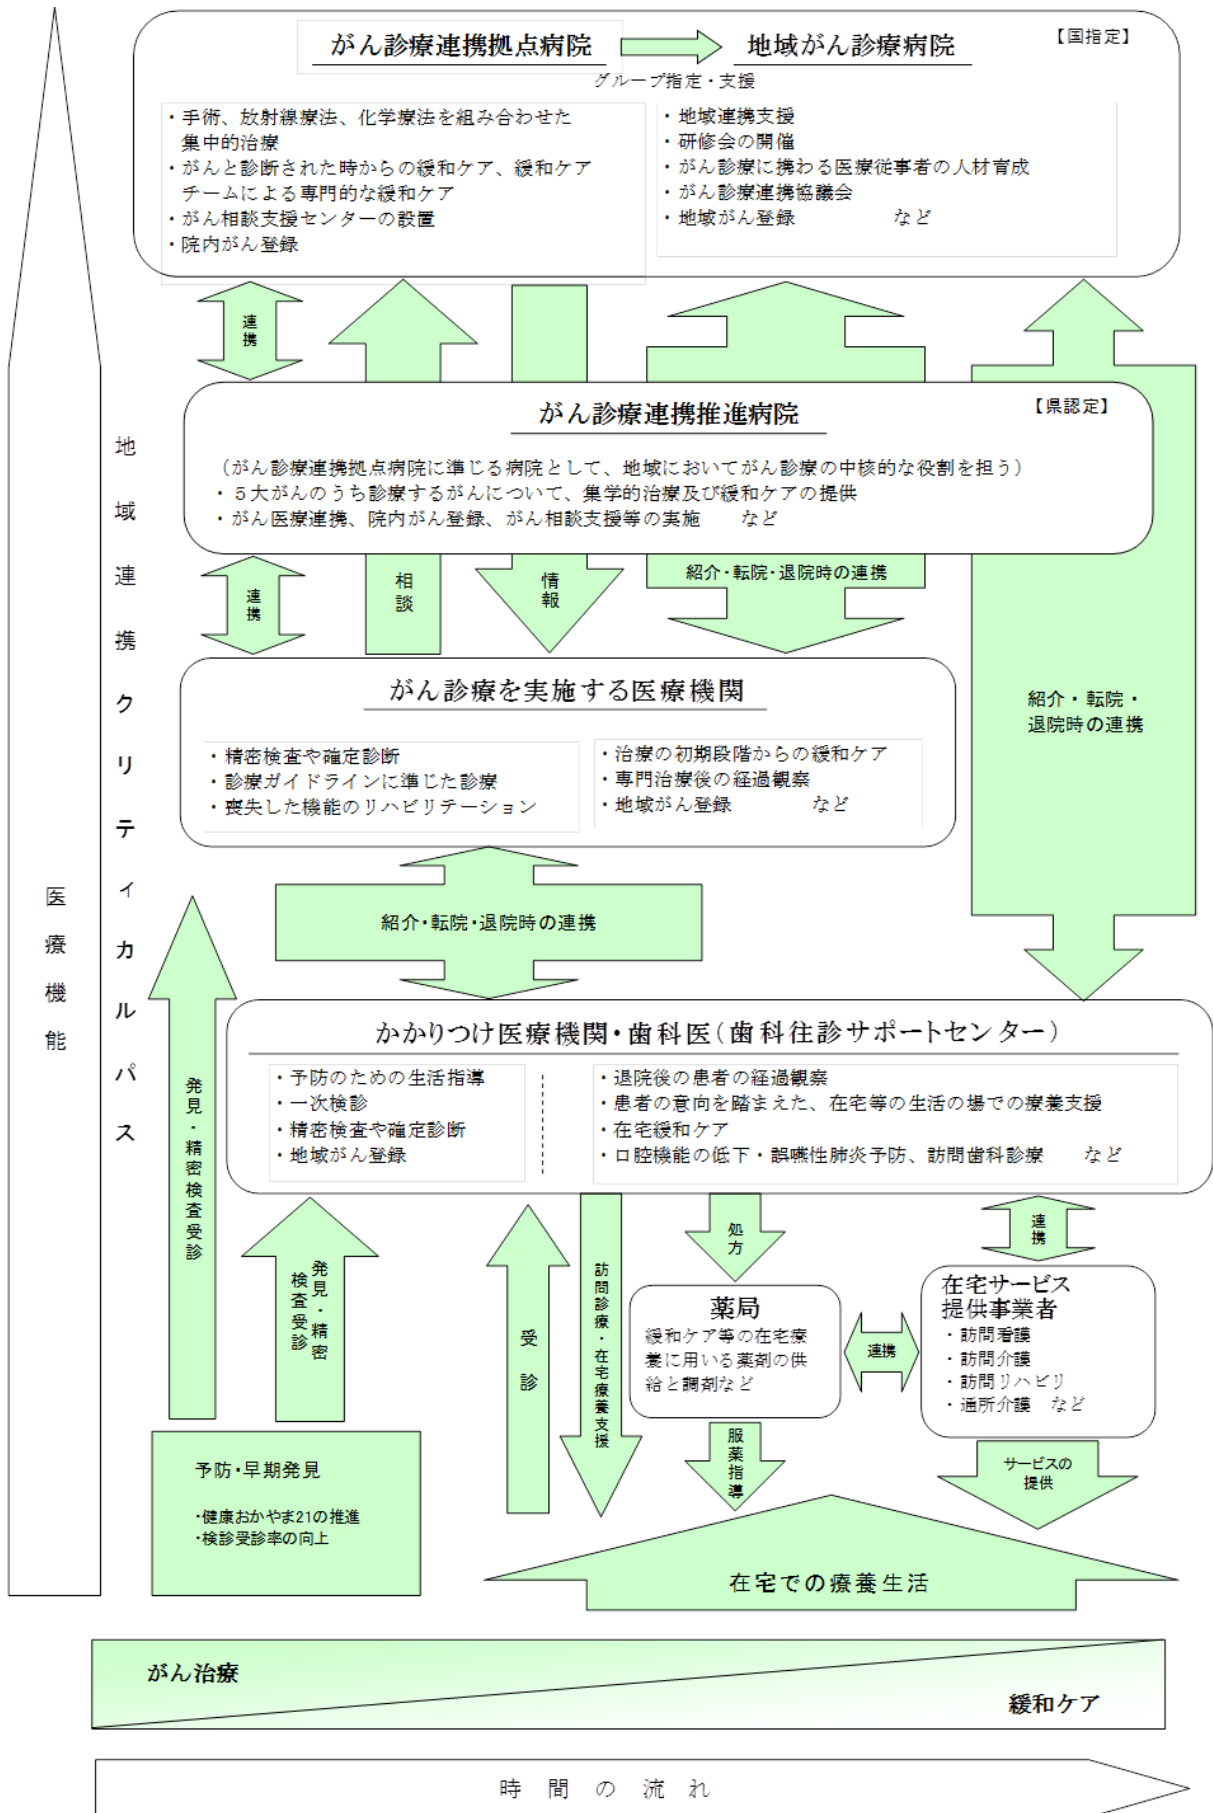 がん診療連携拠点病院
地域がん診療病院
【国指定】
グループ指定・支援
・手術、放射線療法、化学療法を組み合わせた
集中的治療
・がんと診断された時からの緩和ケア、緩和ケア
チームによる専門的な緩和ケア
・がん相談支援センターの設置
・院内がん登録
・地域連携支援
・研修会の開催
・がん診療に携わる医療従事者の人材育成
・がん診療連携協議会
・地域がん登録　　　　など
連携
がん診療連携推進病院
【県認定】
（がん診療連携拠点病院に準じる病院として、地域においてがん診療の中核的な役割を担う）
・５大がんのうち診療するがんについて、集学的治療及び緩和ケアの提供
・がん医療連携、院内がん登録、がん相談支援等の実施　　など
連携
相談
情報
紹介・転院・退院時の連携
紹介・転院・
退院時の連携
がん診療を実施する医療機関
・精密検査や確定診断
・診療ガイドラインに準じた診療
・喪失した機能のリハビリテーション
・治療の初期段階からの緩和ケア
・専門治療後の経過観察
・地域がん登録　　　　など
紹介・転院・退院時の連携
医療機能
地域連携クリティカルパス
かかりつけ医療機関・歯科医（歯科往診サポートセンター）
・予防のための生活指導
・一次検診
・精密検査や確定診断
・地域がん登録
・退院後の患者の経過観察
・患者の意向を踏まえた、在宅等の生活の場での療養支援
・在宅緩和ケア
・口腔機能の低下・誤嚥性肺炎予防、訪問歯科診療　　など
発見・精密検査受診
発見・精密
検査受診
受診
訪問診療・在宅療養支援
処方
連携
薬局
緩和ケア等の在宅療
養に用いる薬剤の供
給と調剤など
連携
在宅サービス
提供事業者
・訪問看護
・訪問介護
・訪問リハビリ
・通所介護　など
服薬指導
サービスの
提供
予防・早期発見
・健康おかやま21の推進
・検診受診率の向上
在宅での療養生活
がん治療
緩和ケア
時間の流れ